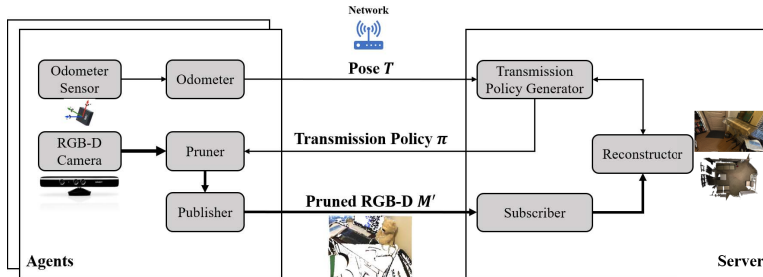 Network
Odometer
Sensor
Odometer
Pose T
Transmission
Policy Generator
RGB-D
Camera
Pruner
Transmission Policy π
Reconstructor
Publisher
Pruned RGB-D M′
Subscriber
Agents
Server